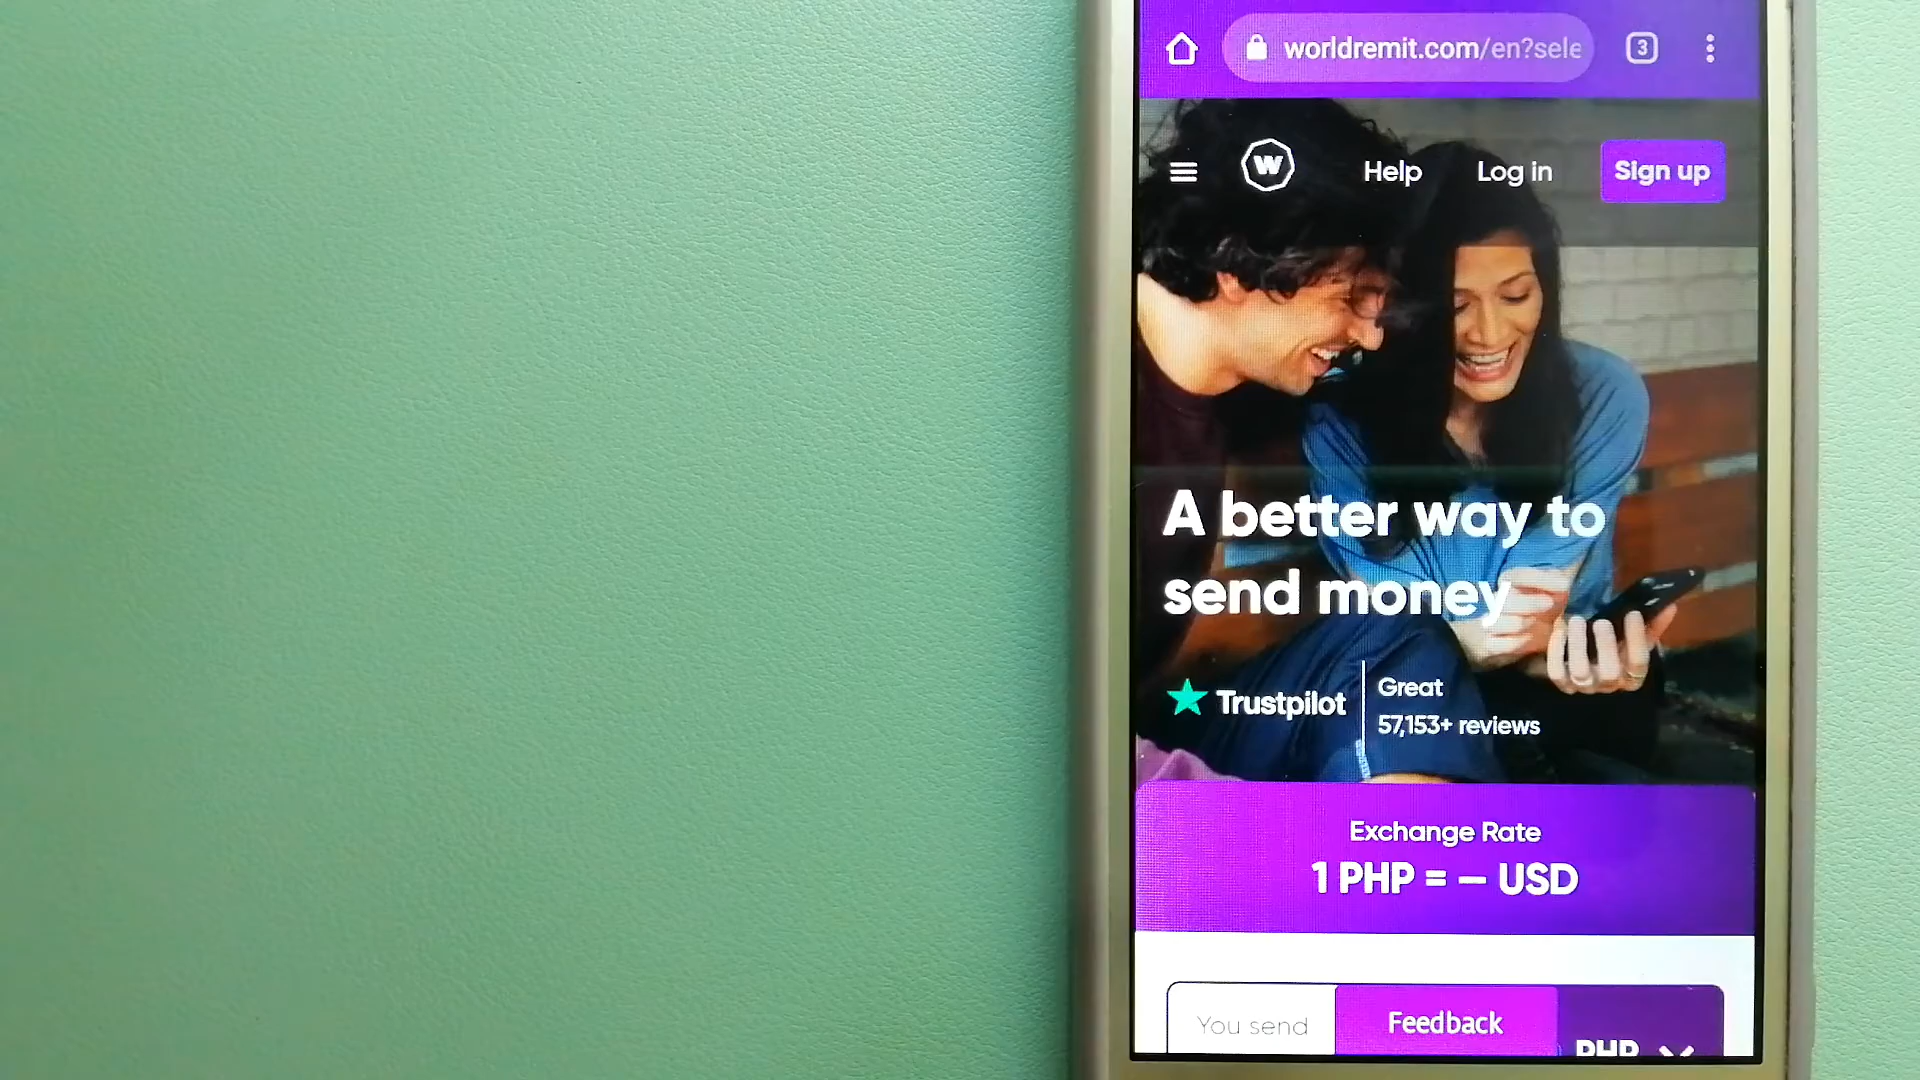 worldremit.com/en?sele
3
W
Help
Log in
Sign up
A better way to
send money
Trustpilot
Great
57,153+ reviews
Exchange Rate
1 PHP = — USD
You send
Feedback
PHP